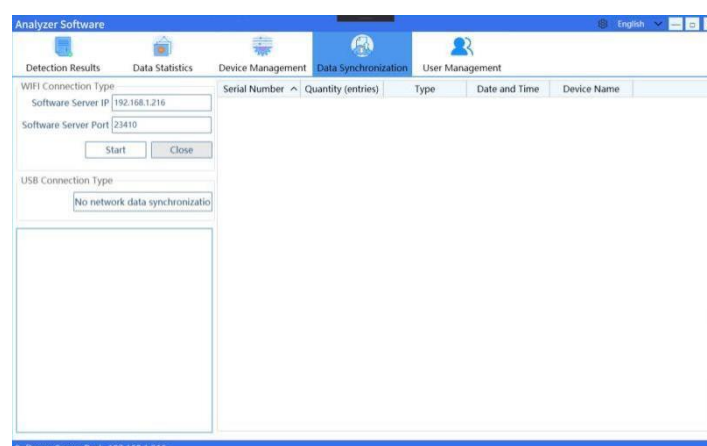 Analyzer Software
English
Detection Results
Data Statistics
Device Management
Data Synchronization
User Management
WIFI Connection Type
Software Server IP 192.168.1.216
Software Server Port 23410
Start Close
USB Connection Type
No network data synchronizatio
Serial Number Quantity (entries) Type Date and Time Device Name